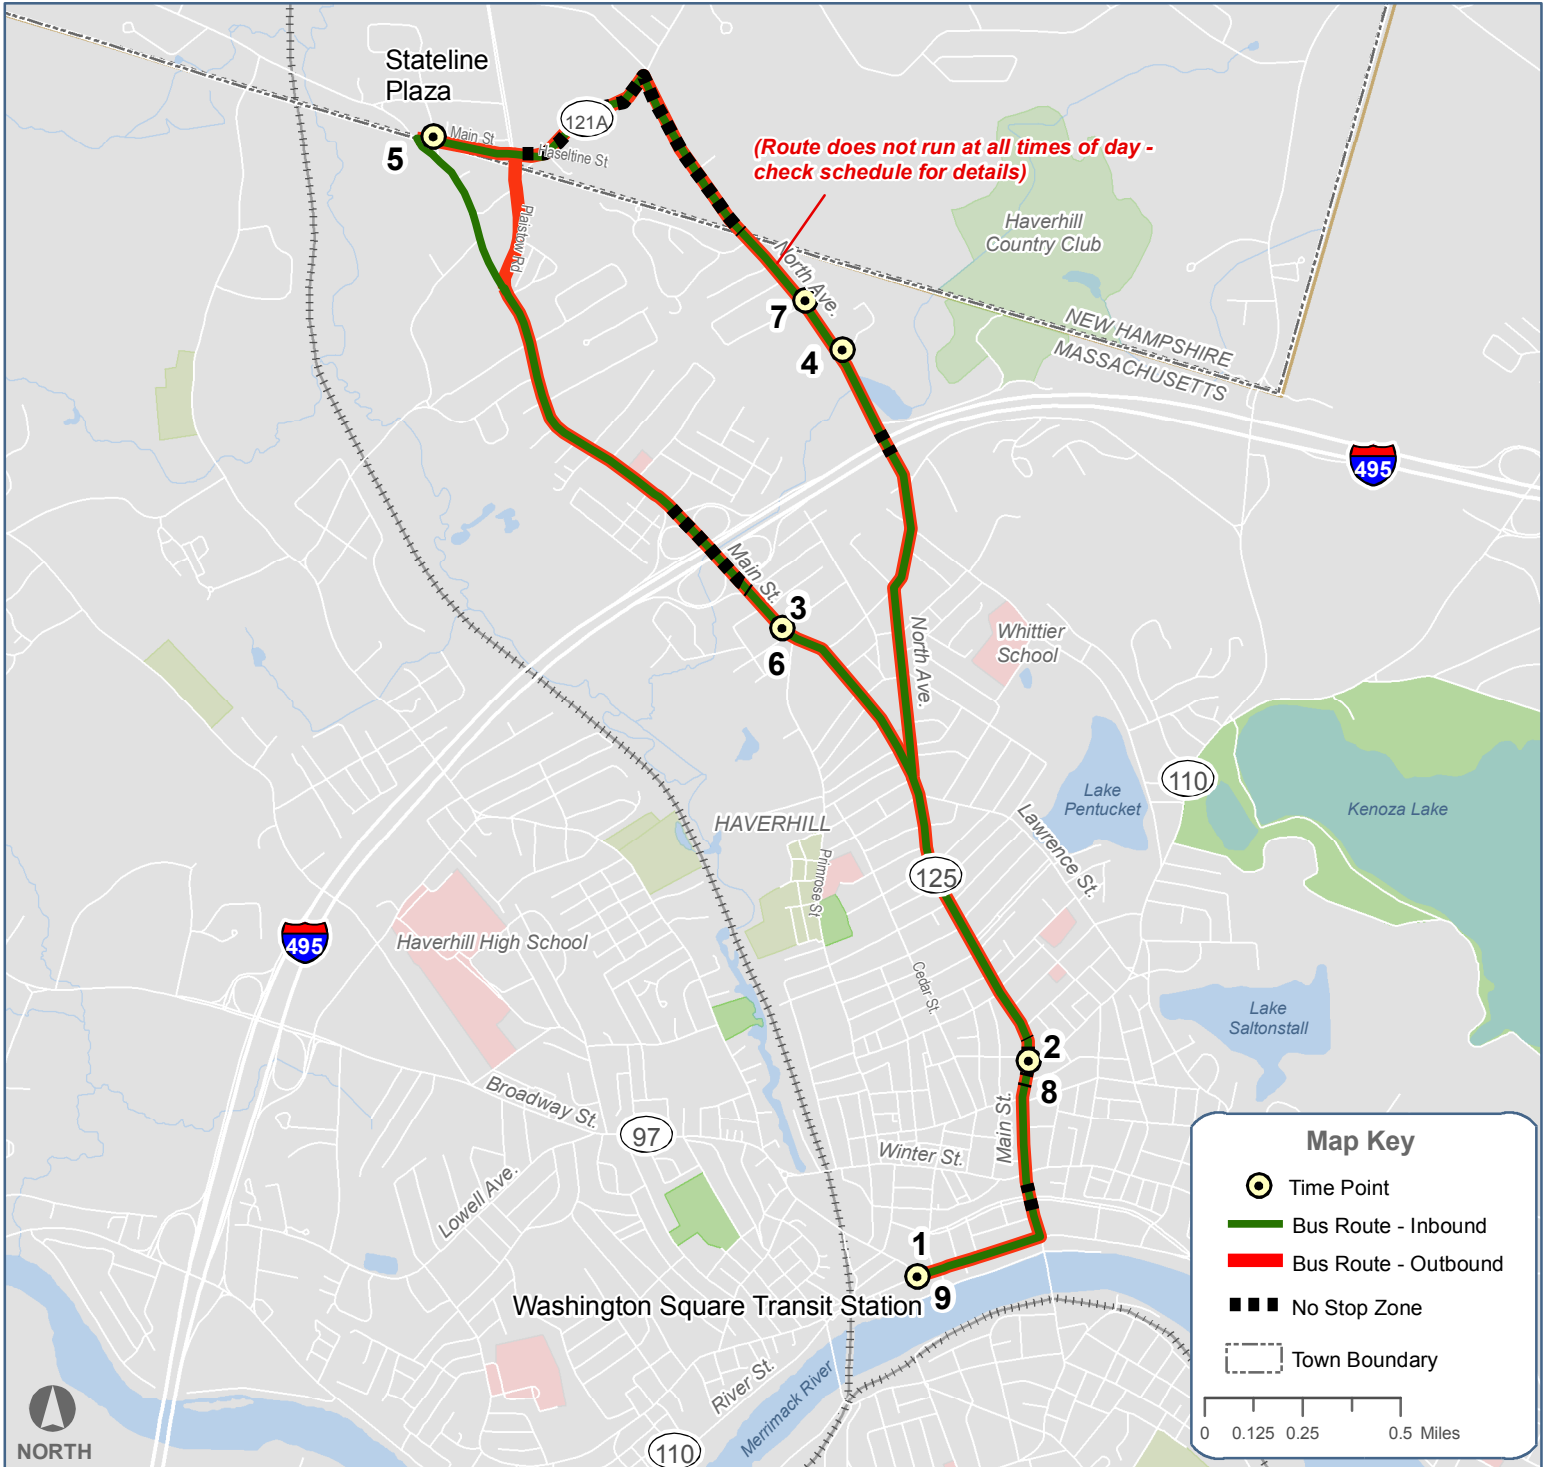 Stateline
Plaza
5
Main St
Haseltine St
121A
Plaistow Rd
(Route does not run at all times of day -
check schedule for details)
Haverhill
Country Club
North Ave.
7
4
NEW HAMPSHIRE
MASSACHUSETTS
495
Main St.
3
6
North Ave.
Whittier
School
110
Lake
Pentucket
Kenoza Lake
HAVERHILL
Primrose St
Lawrence St.
125
495
Haverhill High School
Cedar St.
Lake
Saltonstall
2
8
Broadway St.
97
Main St.
Winter St.
Lowell Ave.
1
9
Washington Square Transit Station
River St.
Merrimack River
110
NORTH
Map Key
Time Point
Bus Route - Inbound
Bus Route - Outbound
No Stop Zone
Town Boundary
0 0.125 0.25 0.5 Miles